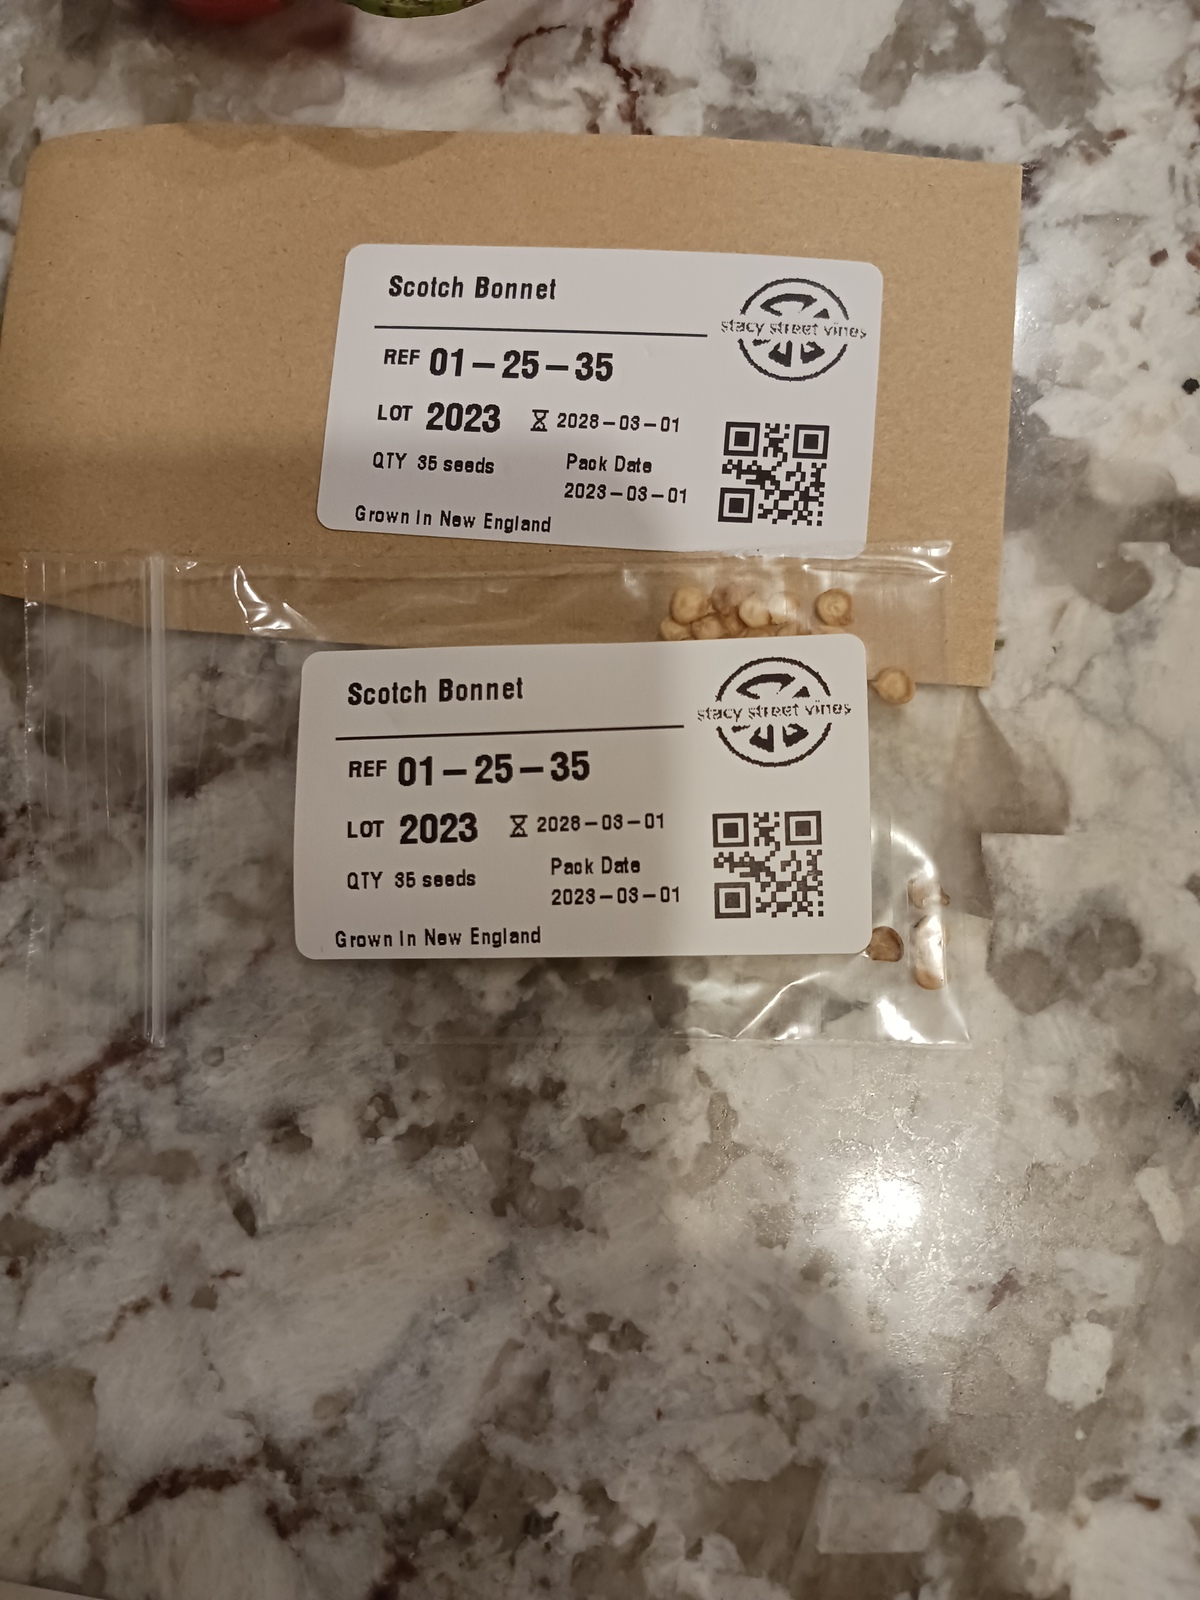 Scotch Bonnet
stacy street vines
REF 01-25-35
LOT 2023 2028-03-01
QTY 35 seeds Pack Date
2023-03-01
Grown In New England
Scotch Bonnet
stacy street vines
REF 01-25-35
LOT 2023 2028-03-01
QTY 35 seeds Pack Date
2023-03-01
Grown In New England